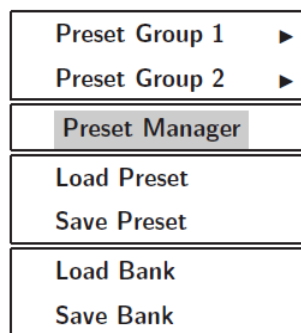 Preset Group 1 ►
Preset Group 2 ►
Preset Manager
Load Preset
Save Preset
Load Bank
Save Bank